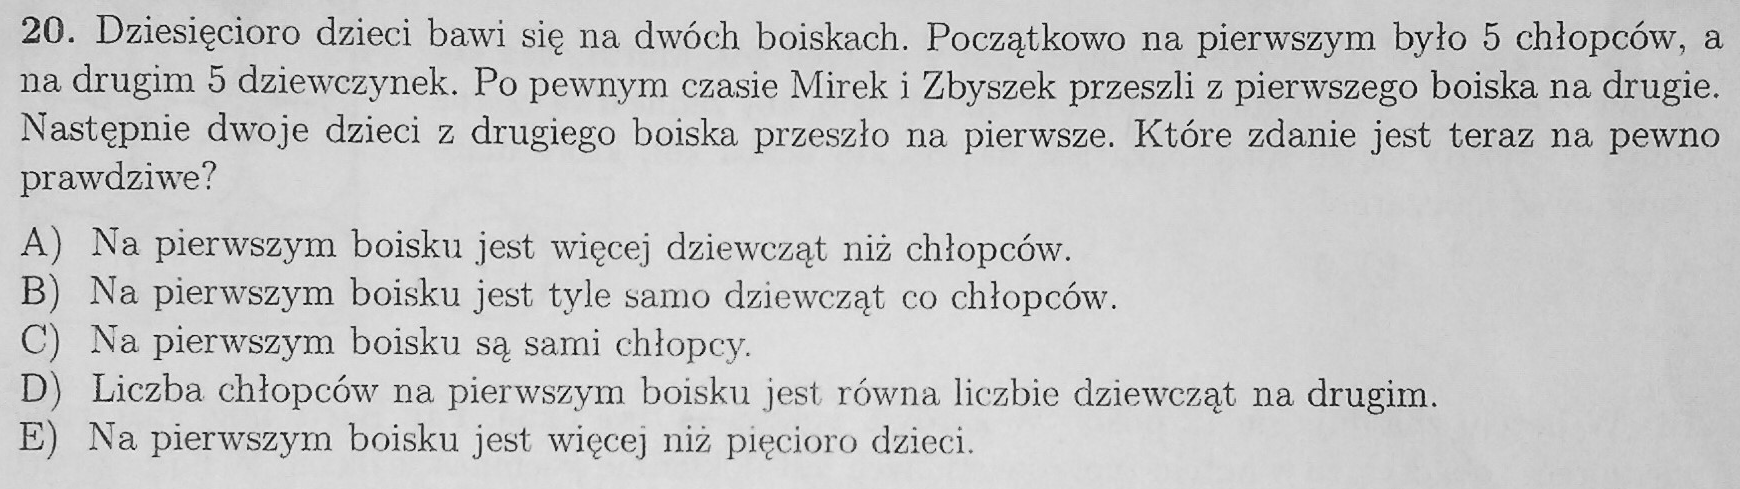 20. Dziesięcioro dzieci bawi się na dwóch boiskach. Początkowo na pierwszym było 5 chłopców, a
na drugim 5 dziewczynek. Po pewnym czasie Mirek i Zbyszek przeszli z pierwszego boiska na drugie.
Następnie dwoje dzieci z drugiego boiska przeszło na pierwsze. Które zdanie jest teraz na pewno
prawdziwe?
A) Na pierwszym boisku jest więcej dziewcząt niż chłopców.
B) Na pierwszym boisku jest tyle samo dziewcząt co chłopców.
C) Na pierwszym boisku są sami chłopcy.
D) Liczba chłopców na pierwszym boisku jest równa liczbie dziewcząt na drugim.
E) Na pierwszym boisku jest więcej niż pięcioro dzieci.